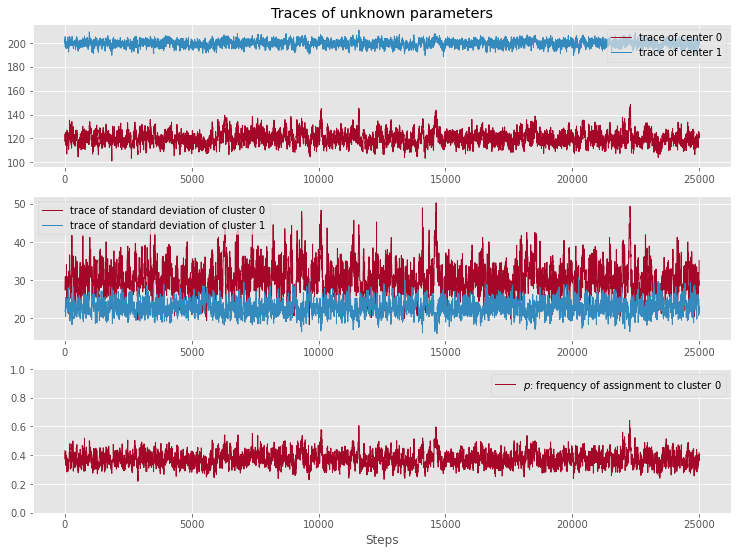 Traces of unknown parameters
200
180
160
140
120
100
trace of center 0
trace of center 1
0 5000 10000 15000 20000 25000
50
40
30
20
trace of standard deviation of cluster 0
trace of standard deviation of cluster 1
0 5000 10000 15000 20000 25000
1.0
0.8
0.6
0.4
0.2
0.0
p: frequency of assignment to cluster 0
0 5000 10000 15000 20000 25000
Steps